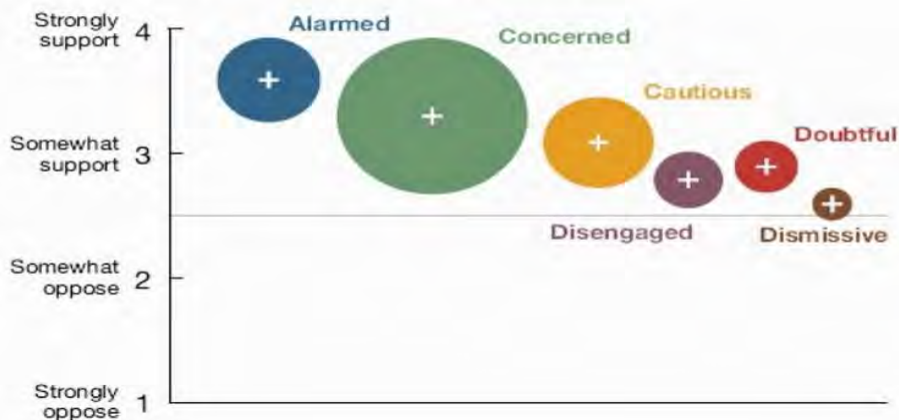 Strongly
support
4
Alarmed
Concerned
Cautious
Somewhat
support
3
Doubtful
Disengaged
Dismissive
Somewhat
oppose
2
Strongly
oppose
1